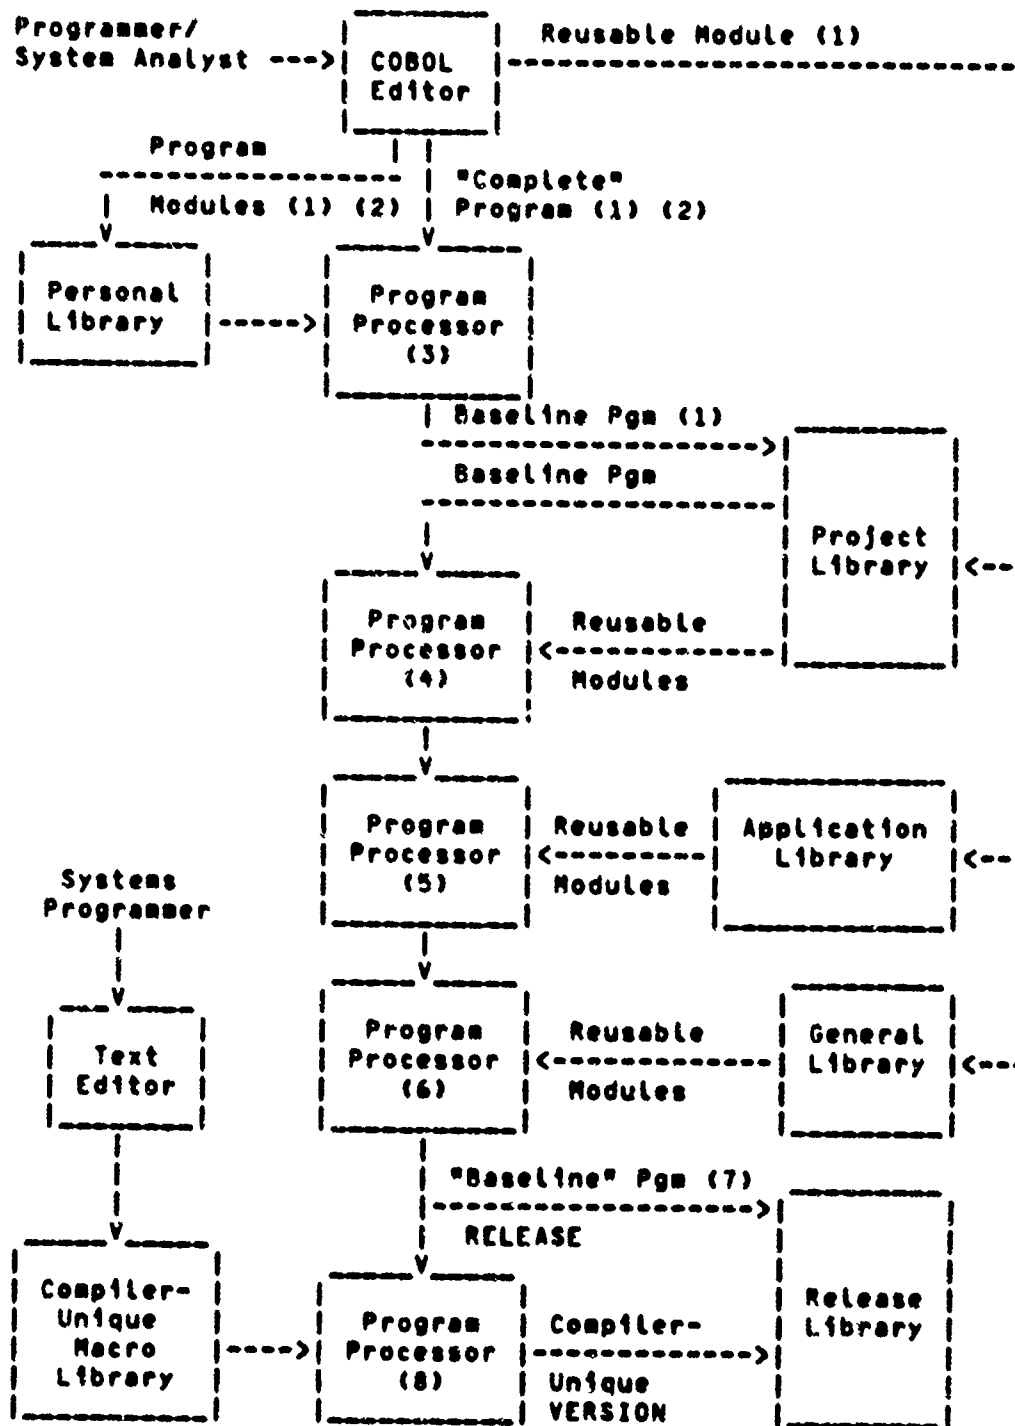 Programmer/
System Analyst
COBOL
Editor
Reusable Module (1)
Program
Modules (1) (2)
"Complete"
Program (1) (2)
Personal
Library
Program
Processor
(3)
Baseline Pgm (1)
Baseline Pgm
Project
Library
Program
Processor
(4)
Reusable
Modules
Program
Processor
(5)
Reusable
Modules
Application
Library
Systems
Programmer
Text
Editor
Program
Processor
(6)
Reusable
Modules
General
Library
"Baseline" Pgm (7)
RELEASE
Compiler-
Unique
Macro
Library
Program
Processor
(8)
Compiler-
Unique
VERSION
Release
Library